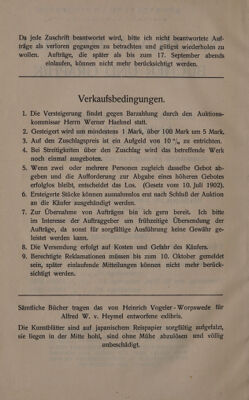 Da jede Zuschrift beantwortet wird, bitte ich nicht beantwortete Auf-
träge als verloren gegangen zu betrachten und gütigst wiederholen zu
wollen. Aufträge, die später als bis zum 17. September abends
einlaufen, können nicht mehr berücksichtigt werden.
Verkaufsbedingungen.
1. Die Versteigerung findet gegen Barzahlung durch den Auktions-
kommissar Herrn Werner Haehnel statt.
2. Gesteigert wird um mindestens 1 Mark, über 100 Mark um 5 Mark.
3. Auf den Zuschlagspreis ist ein Aufgeld von 10 % zu entrichten.
4. Bei Streitigkeiten über den Zuschlag wird das betreffende Werk
noch einmal ausgeboten.
5. Wenn zwei oder mehrere Personen zugleich dasselbe Gebot ab-
geben und die Aufforderung zur Abgabe eines höheren Gebotes
erfolglos bleibt, entscheidet das Los. (Gesetz vom 10. Juli 1902).
6. Ersteigerte Stücke können ausnahmslos erst nach Schluß der Auktion
an die Käufer ausgehändigt werden.
7. Zur Übernahme von Aufträgen bin ich gern bereit. Ich bitte
im Interesse der Auftraggeber um frühzeitige Übersendung der
Aufträge, da sonst für sorgfältige Ausführung keine Gewähr ge-
leistet werden kann.
8. Die Versendung erfolgt auf Kosten und Gefahr des Käufers.
9. Berechtigte Reklamationen müssen bis zum 10. Oktober gemeldet
sein, später einlaufende Mitteilungen können nicht mehr berück-
sichtigt werden.
Sämtliche Bücher tragen das von Heinrich Vogeler-Worpswede für
Alfred W. v. Heymel entworfene exlibris.
Die Kunstblätter sind auf japanischem Reispapier sorgfältig aufgelegt,
sie liegen in der Mitte hohl, sind ohne Mühe abzulösen und völlig
unbeschädigt.